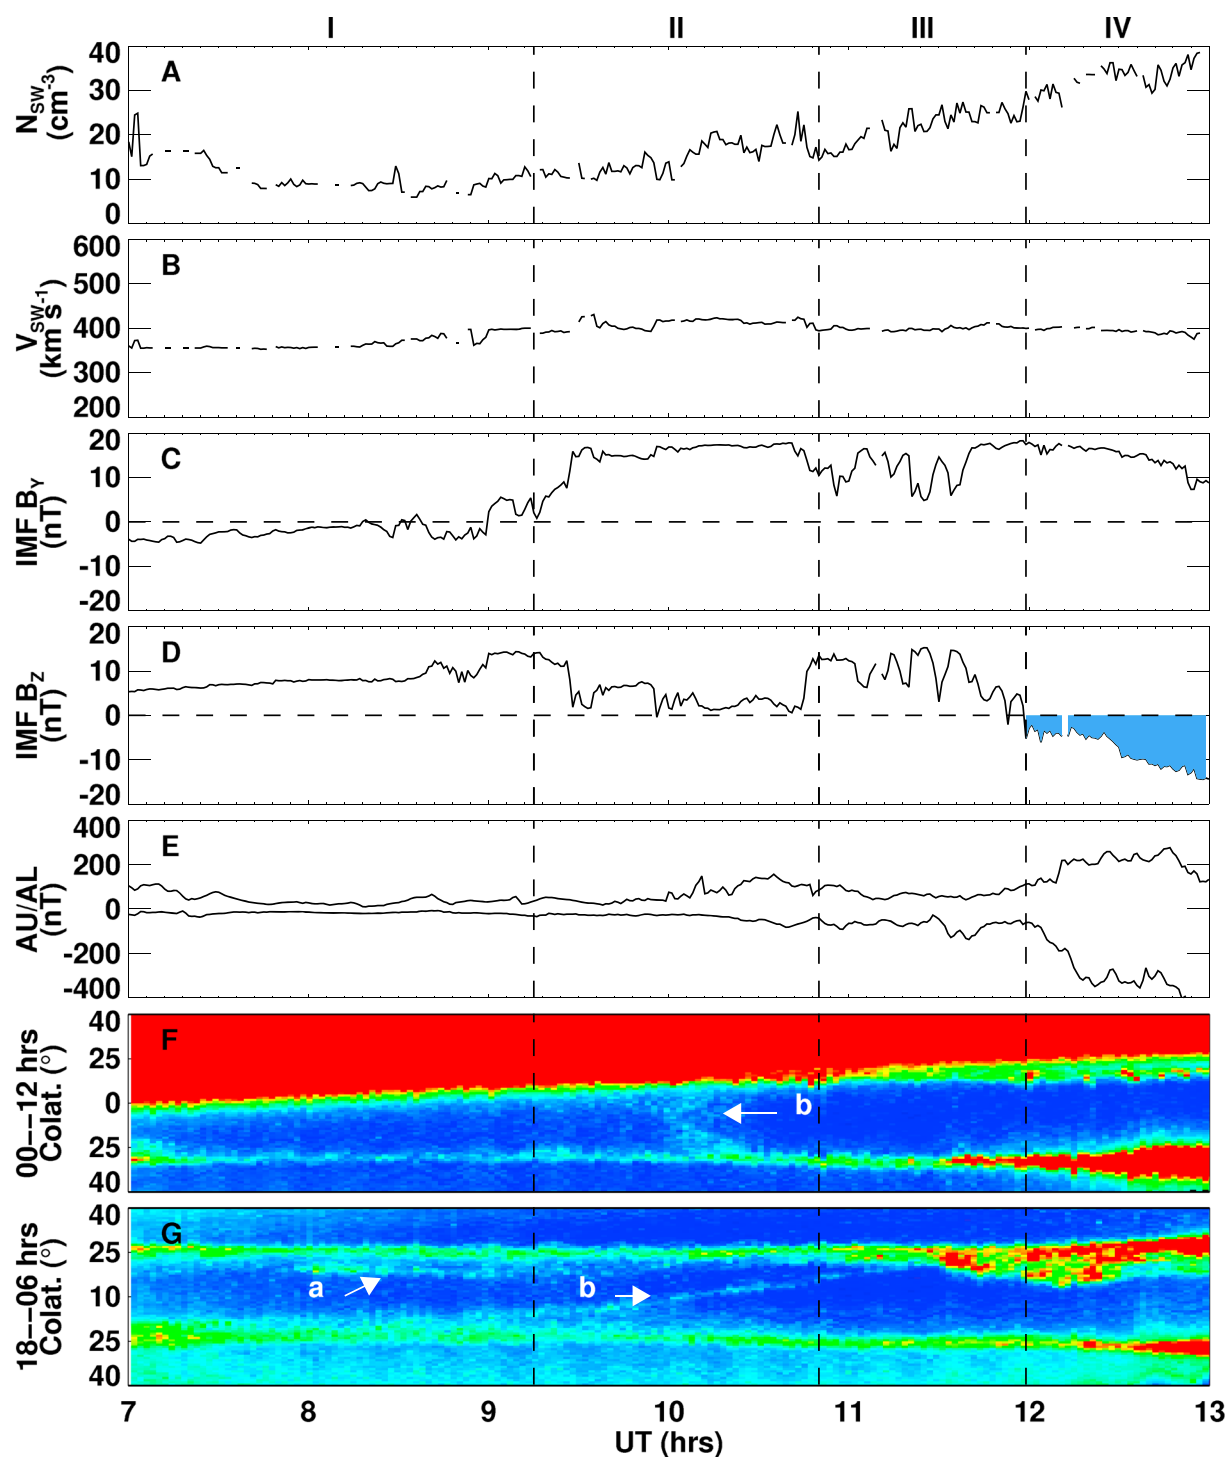 I II III IV
A
40
30
20
10
0
N_SW
(cm^-3)
B
600
500
400
300
200
V_SW
(km s^-1)
C
20
10
0
-10
-20
IMF B_Y
(nT)
D
20
10
0
-10
-20
IMF B_Z
(nT)
E
400
200
0
-200
-400
AU/AL
(nT)
F
40
25
0
25
40
00--12 hrs
Colat. (°)
b
G
40
25
10
25
40
18--06 hrs
Colat. (°)
a
b
7 8 9 10 11 12 13
UT (hrs)